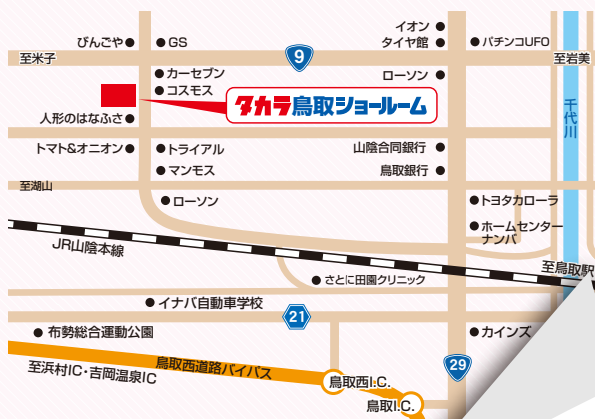 イオン
びんごや
GS
タイヤ館
パチンコUFO
至米子
9
至岩美
カーセブン
ローソン
コスモス
タカラ鳥取ショールーム
千代川
人形のはなふさ
トマト&オニオン
トライアル
山陰合同銀行
マンモス
鳥取銀行
至湖山
ローソン
トヨタカローラ
ホームセンター
ナンバ
JR山陰本線
至鳥取駅
さとに田園クリニック
イナバ自動車学校
21
布勢総合運動公園
カインズ
鳥取西道路バイパス
至浜村IC・吉岡温泉IC
29
鳥取西I.C.
鳥取I.C.